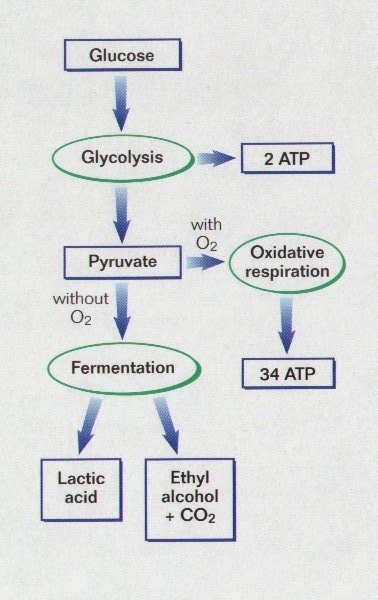 Glucose
Glycolysis
2 ATP
Pyruvate
with
O₂
Oxidative
respiration
without
O₂
Fermentation
34 ATP
Lactic
acid
Ethyl
alcohol
+ CO₂